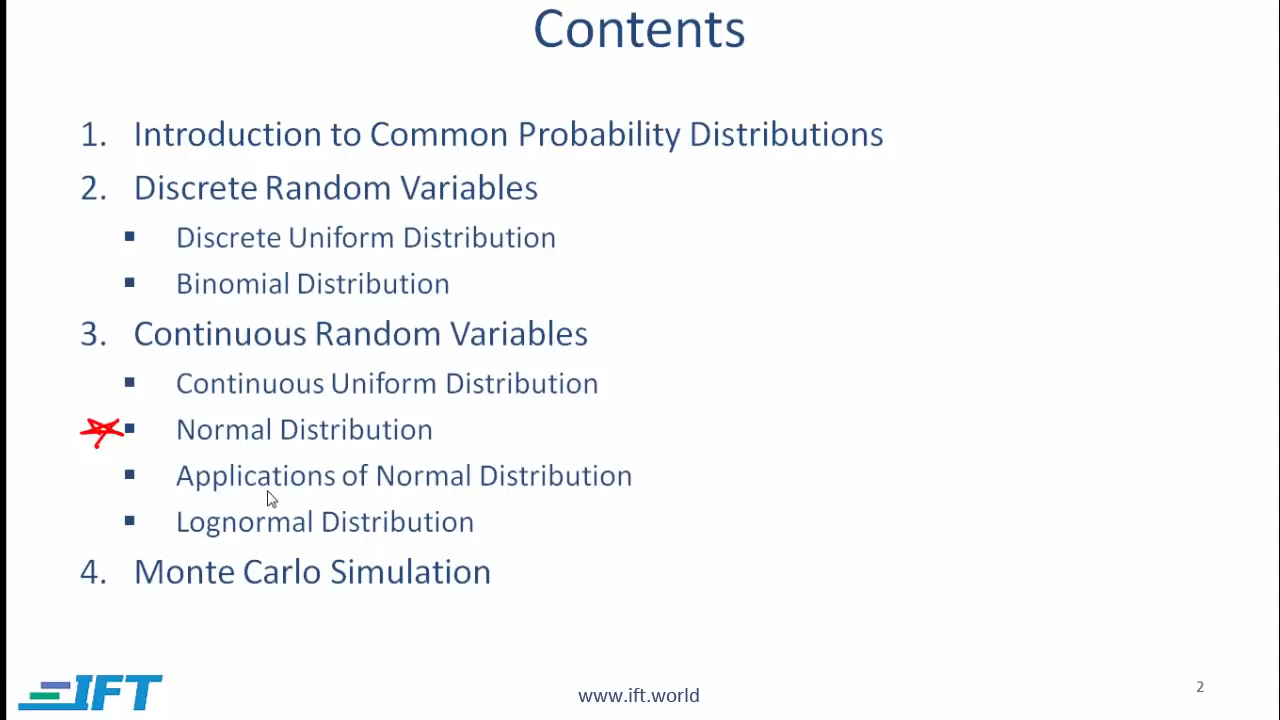 Contents
1. Introduction to Common Probability Distributions
2. Discrete Random Variables
▪ Discrete Uniform Distribution
▪ Binomial Distribution
3. Continuous Random Variables
▪ Continuous Uniform Distribution
▪ Normal Distribution
▪ Applications of Normal Distribution
▪ Lognormal Distribution
4. Monte Carlo Simulation
IFT
www.ift.world
2